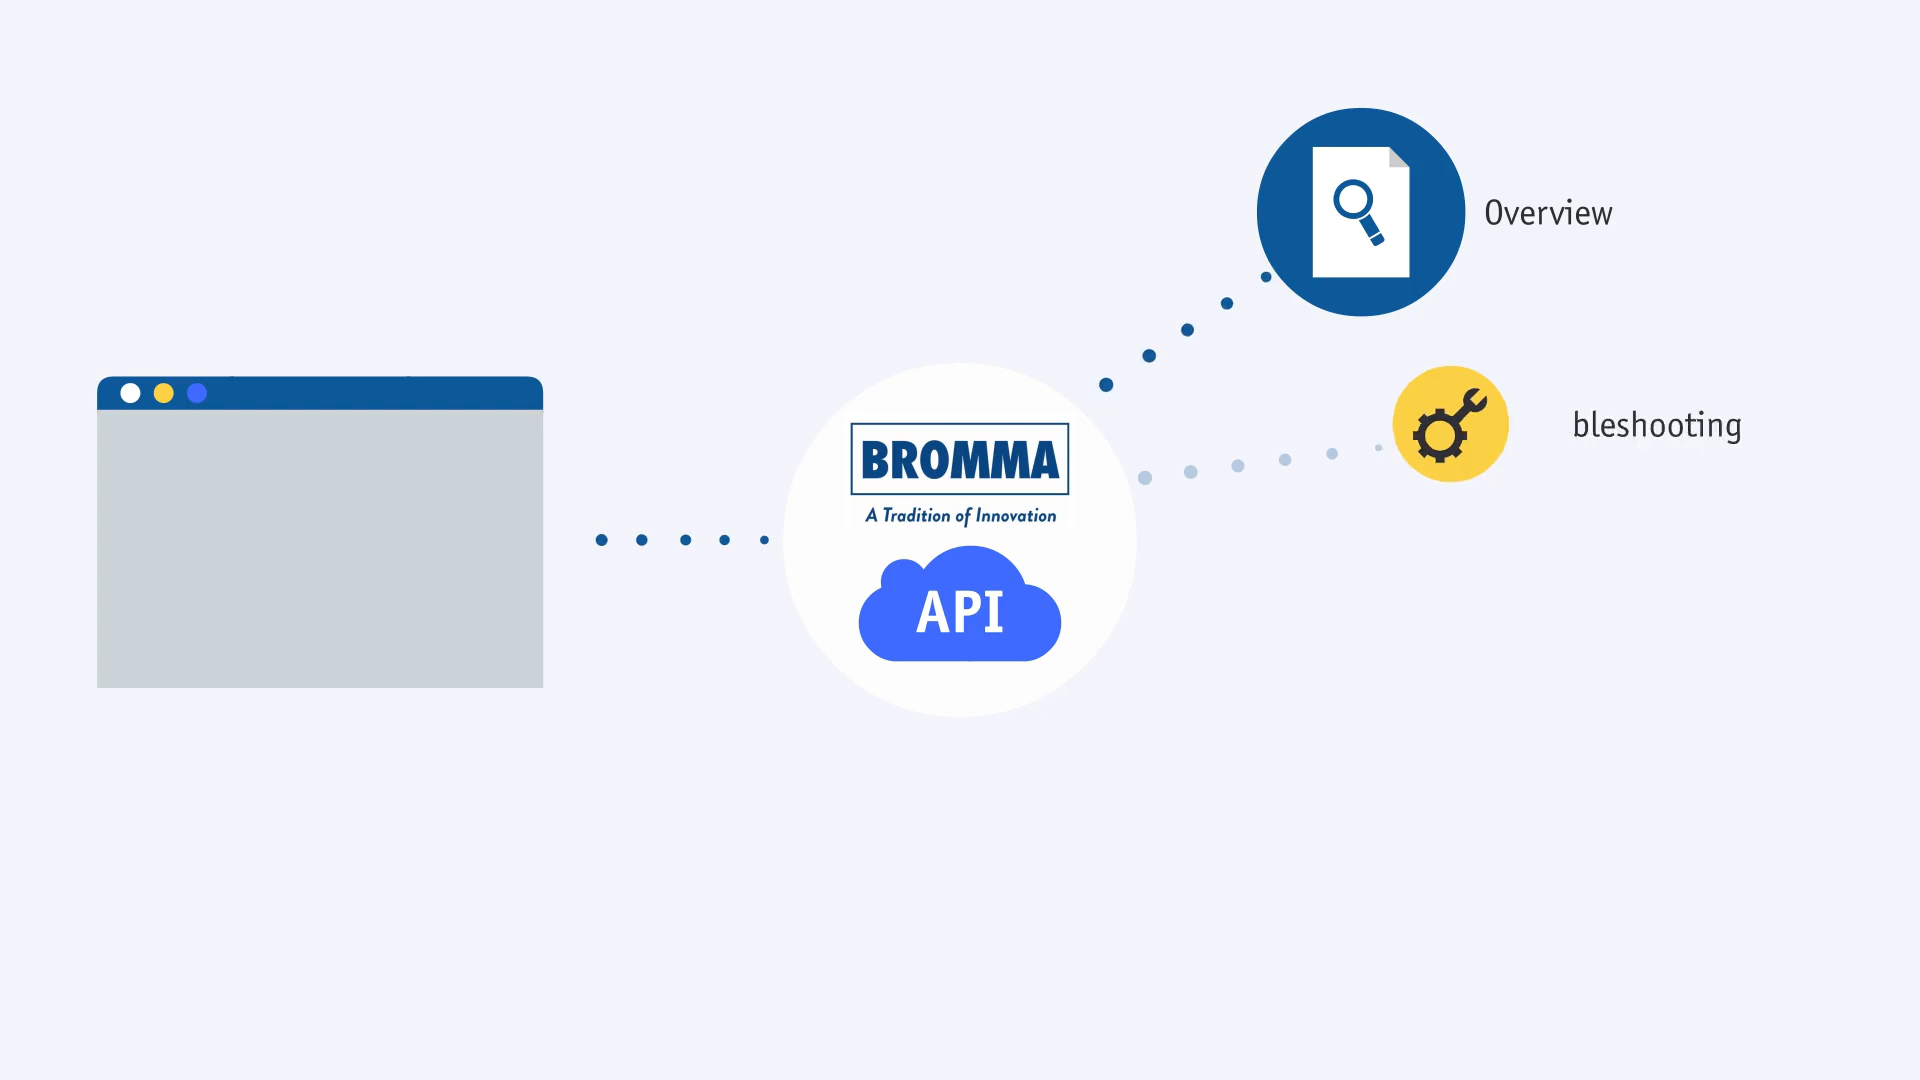 Overview
bleshooting
BROMMA
A Tradition of Innovation
API